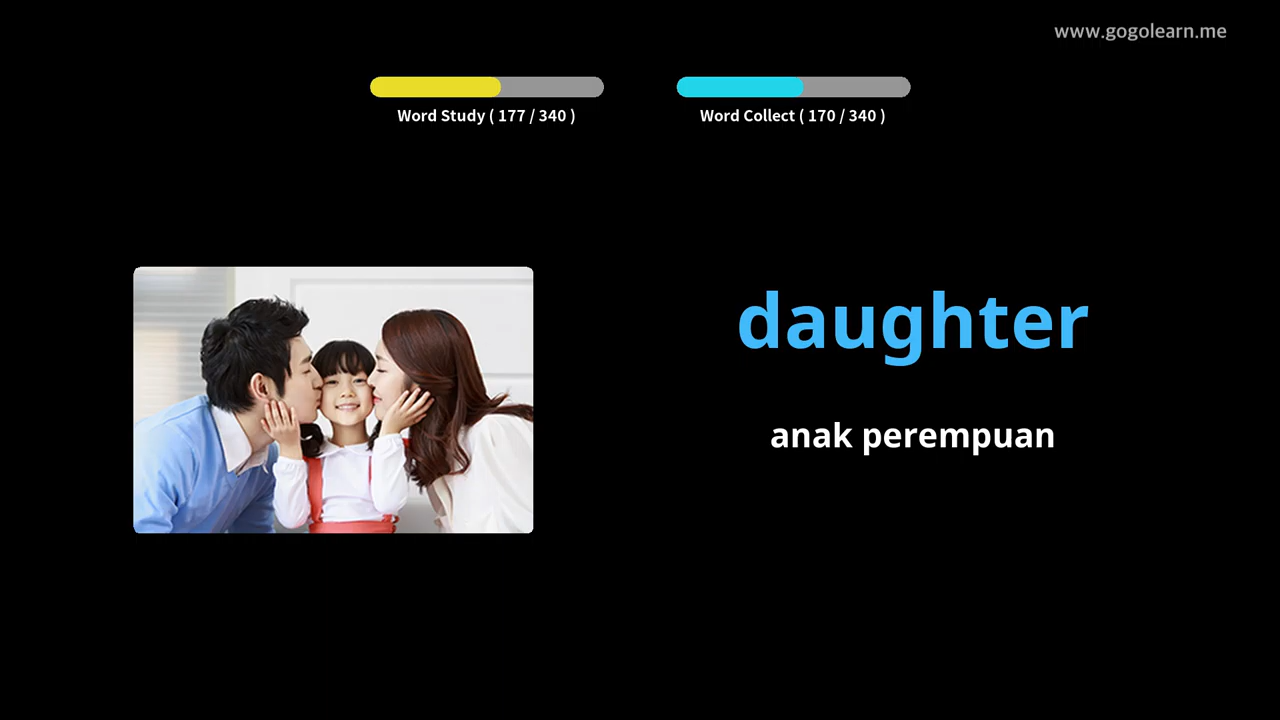 www.gogolearn.me
Word Study ( 177 / 340 )
Word Collect ( 170 / 340 )
daughter
anak perempuan